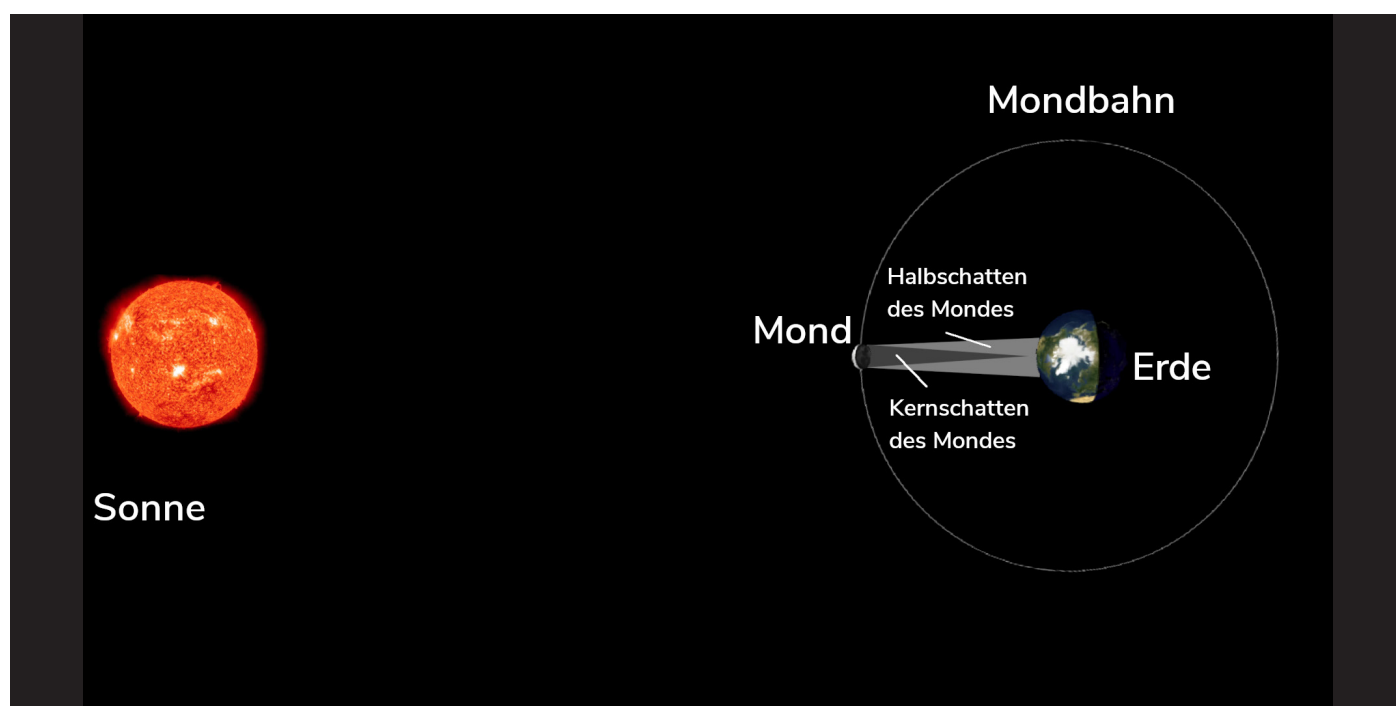 Mondbahn
Halbschatten
des Mondes
Mond
Erde
Kernschatten
des Mondes
Sonne